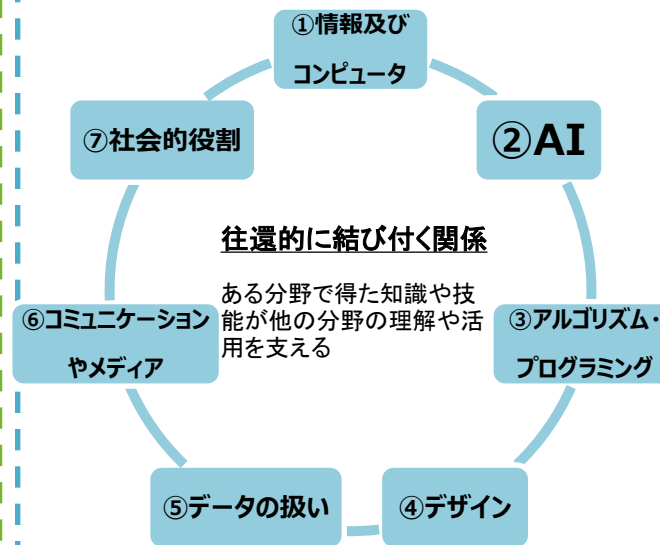 ①情報及び
コンピュータ
②AI
③アルゴリズム・
プログラミング
④デザイン
⑤データの扱い
⑥コミュニケーション
やメディア
⑦社会的役割
往還的に結び付く関係
ある分野で得た知識や技
能が他の分野の理解や活
用を支える